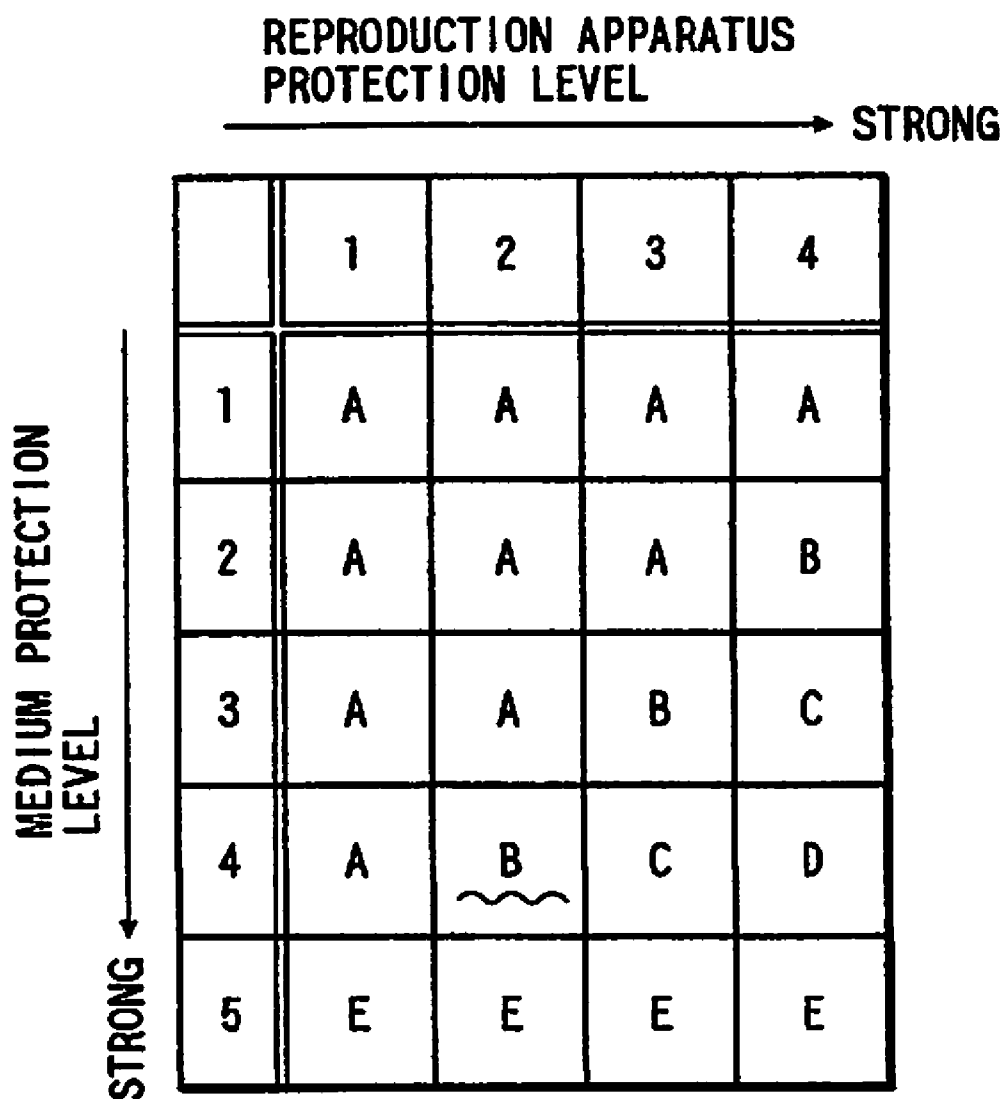 REPRODUCTION APPARATUS
PROTECTION LEVEL
STRONG
1 2 3 4
1 A A A A
2 A A A B
3 A A B C
4 A B C D
5 E E E E
MEDIUM PROTECTION
LEVEL
STRONG